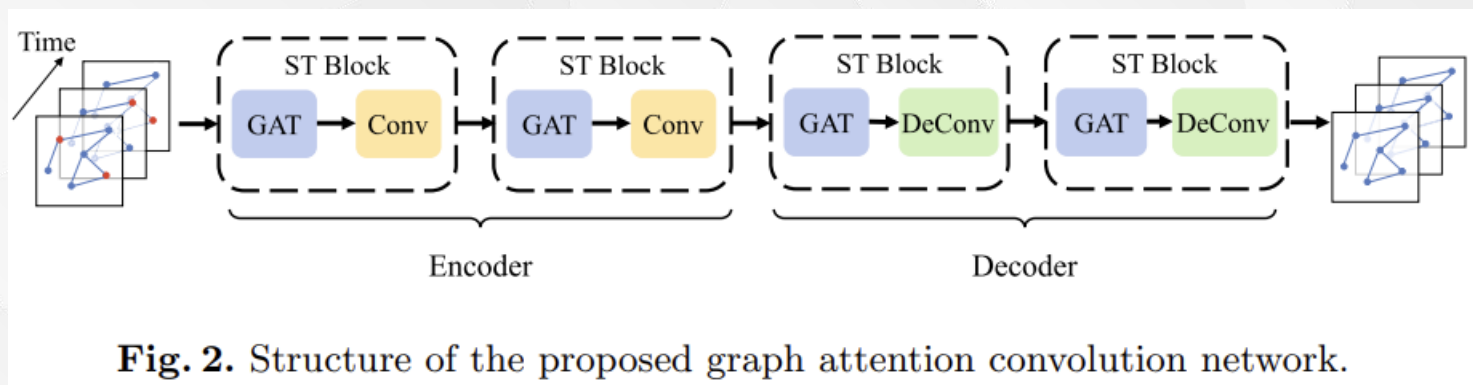 Time
ST Block
GAT
Conv
ST Block
GAT
Conv
ST Block
GAT
DeConv
ST Block
GAT
DeConv
Encoder
Decoder
Fig. 2. Structure of the proposed graph attention convolution network.